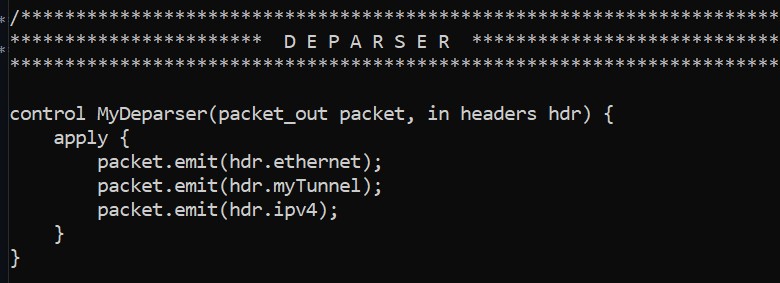 /*****************************************************************************
*********************** D E P A R S E R *****************************
*****************************************************************************
control MyDeparser(packet_out packet, in headers hdr) {
    apply {
        packet.emit(hdr.ethernet);
        packet.emit(hdr.myTunnel);
        packet.emit(hdr.ipv4);
    }
}